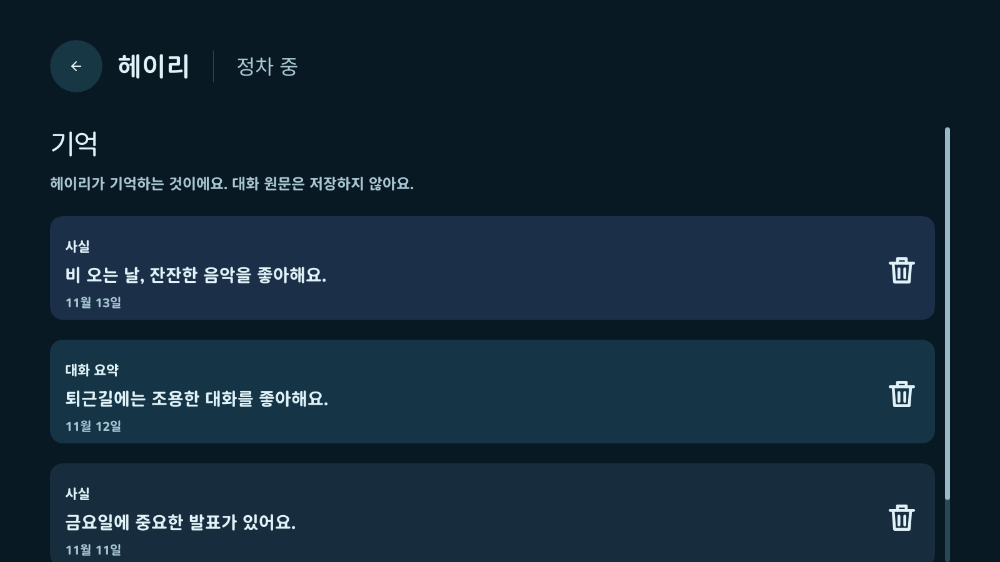 헤이리
정차 중
기억
헤이리가 기억하는 것이에요. 대화 원문은 저장하지 않아요.
사실
비 오는 날, 잔잔한 음악을 좋아해요.
11월 13일
대화 요약
퇴근길에는 조용한 대화를 좋아해요.
11월 12일
사실
금요일에 중요한 발표가 있어요.
11월 11일